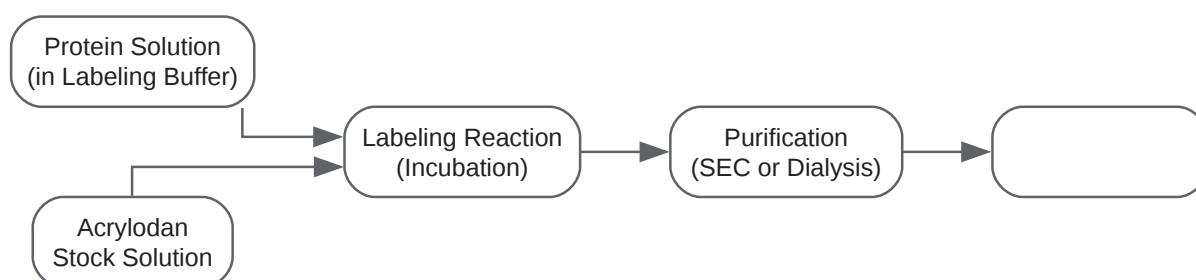 Protein Solution
(in Labeling Buffer)
Labeling Reaction
(Incubation)
Purification
(SEC or Dialysis)
Acrylodan
Stock Solution